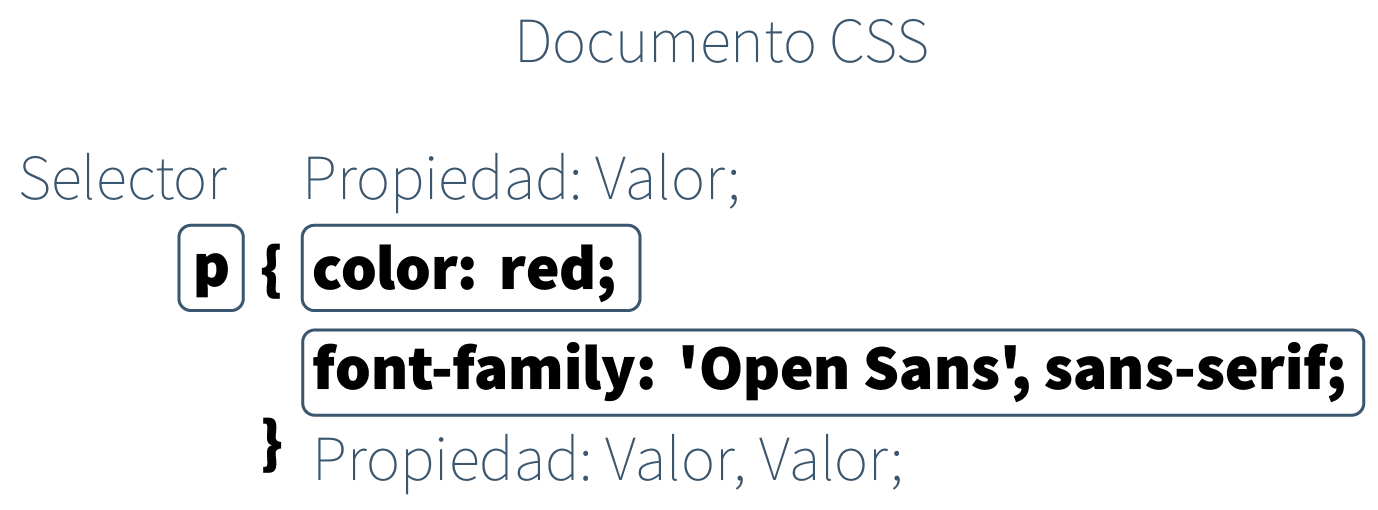 Documento CSS
Selector Propiedad: Valor;
p { color: red;
font-family: 'Open Sans', sans-serif;
} Propiedad: Valor, Valor;